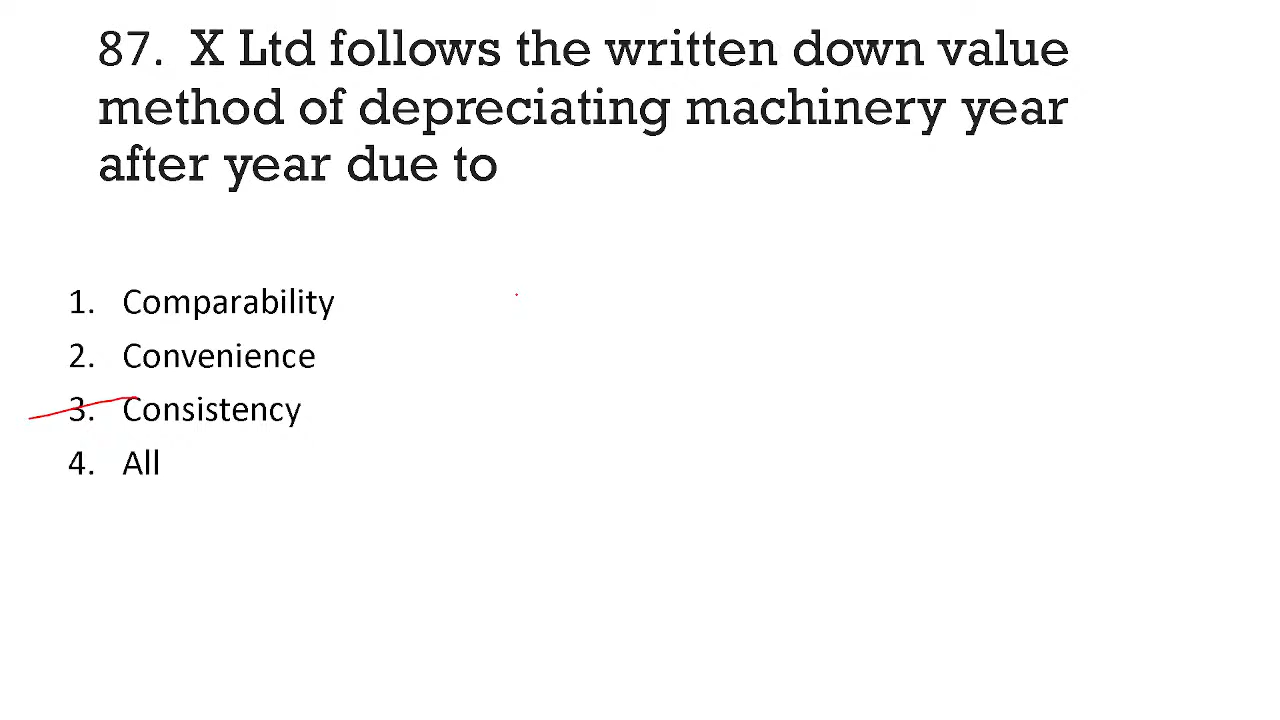 87. X Ltd follows the written down value
method of depreciating machinery year
after year due to
1. Comparability
2. Convenience
3. Consistency
4. All